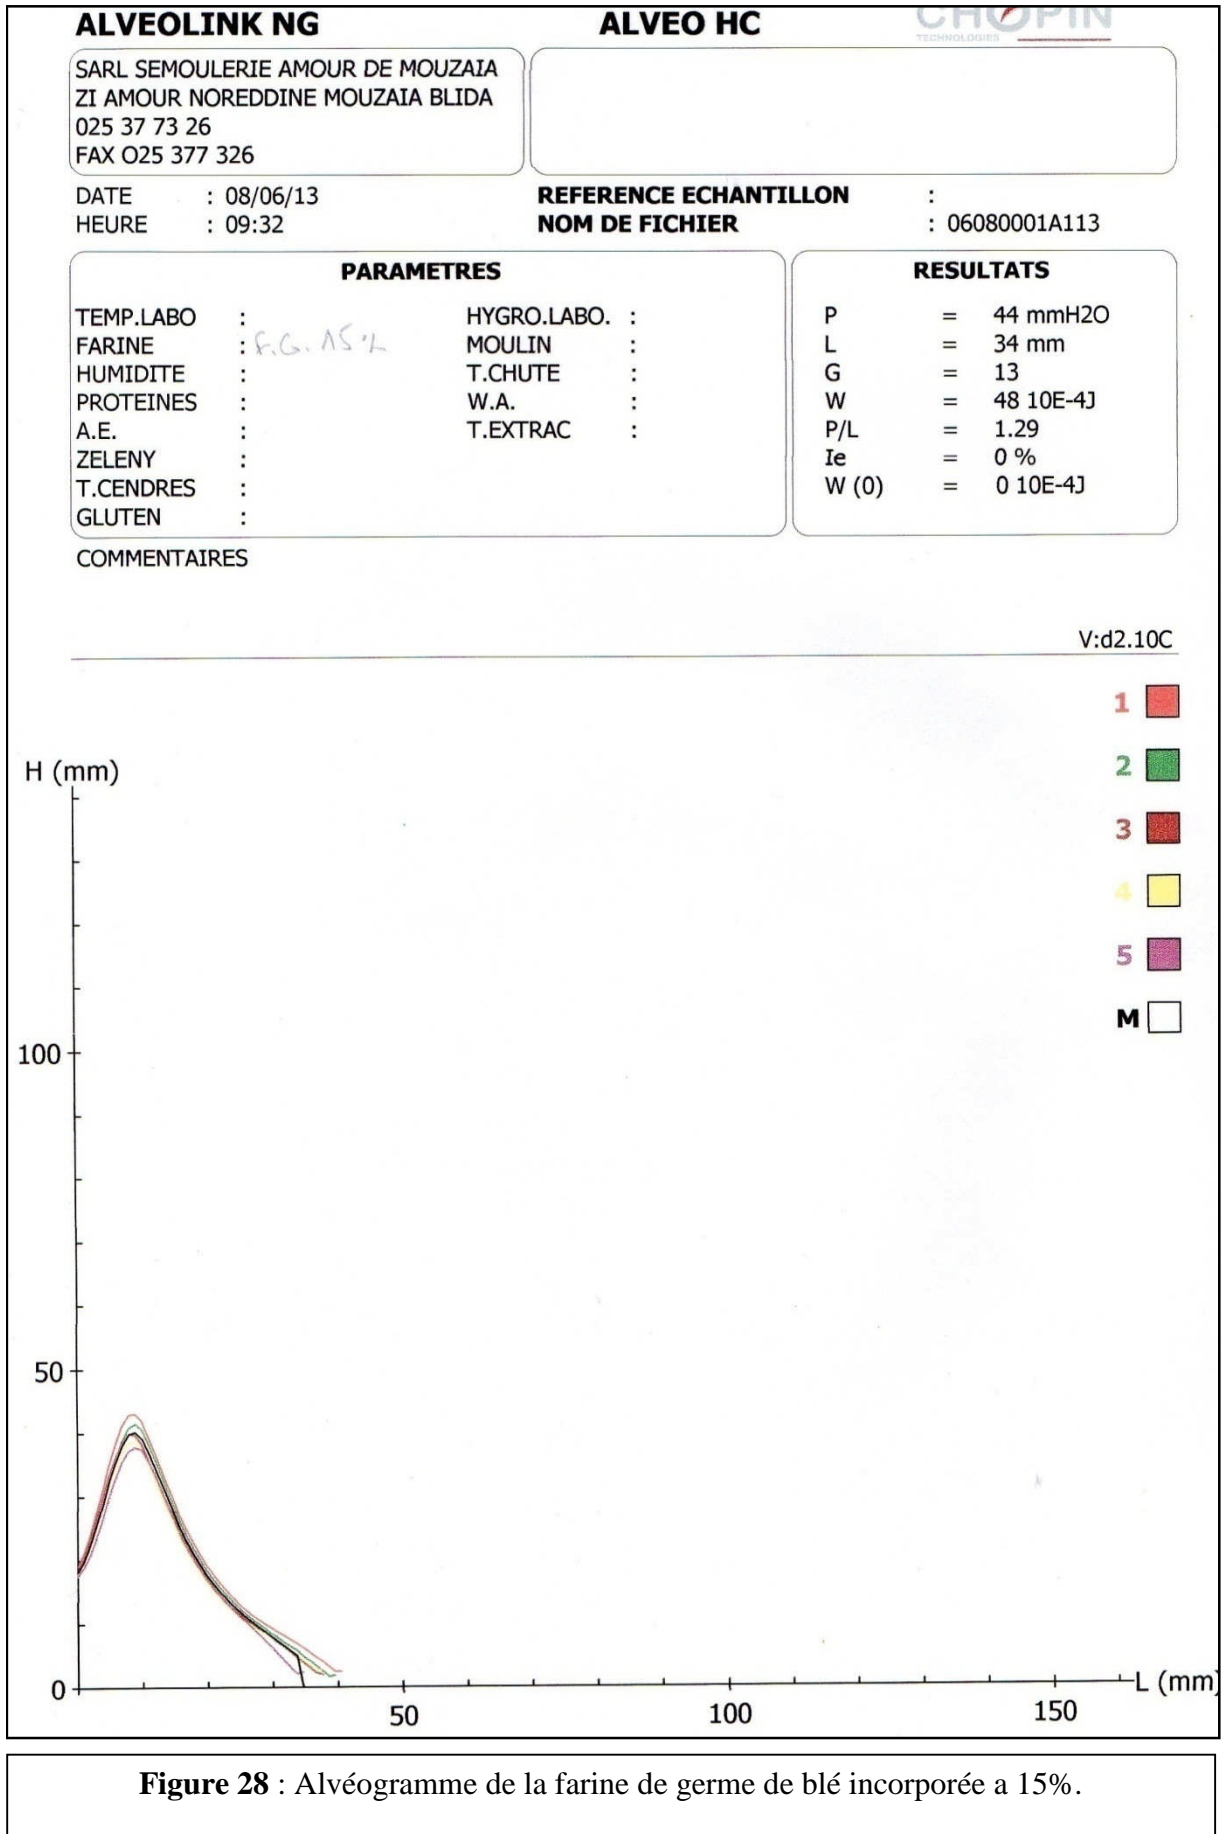 ALVEOLINK NG ALVEO HC CHOPIN
TECHNOLOGIES
SARL SEMOULERIE AMOUR DE MOUZAIA
ZI AMOUR NOREDDINE MOUZAIA BLIDA
025 37 73 26
FAX O25 377 326
DATE : 08/06/13 REFERENCE ECHANTILLON :
HEURE : 09:32 NOM DE FICHIER : 06080001A113
PARAMETRES
TEMP.LABO : HYGRO.LABO. :
FARINE : F.G. 15% MOULIN :
HUMIDITE : T.CHUTE :
PROTEINES : W.A. :
A.E. : T.EXTRAC :
ZELENY :
T.CENDRES :
GLUTEN :
RESULTATS
P = 44 mmH2O
L = 34 mm
G = 13
W = 48 10E-4J
P/L = 1.29
Ie = 0 %
W (0) = 0 10E-4J
COMMENTAIRES
V:d2.10C
1
2
3
4
5
M
H (mm)
100
50
0
50 100 150
L (mm)
Figure 28 : Alvéogramme de la farine de germe de blé incorporée a 15%.